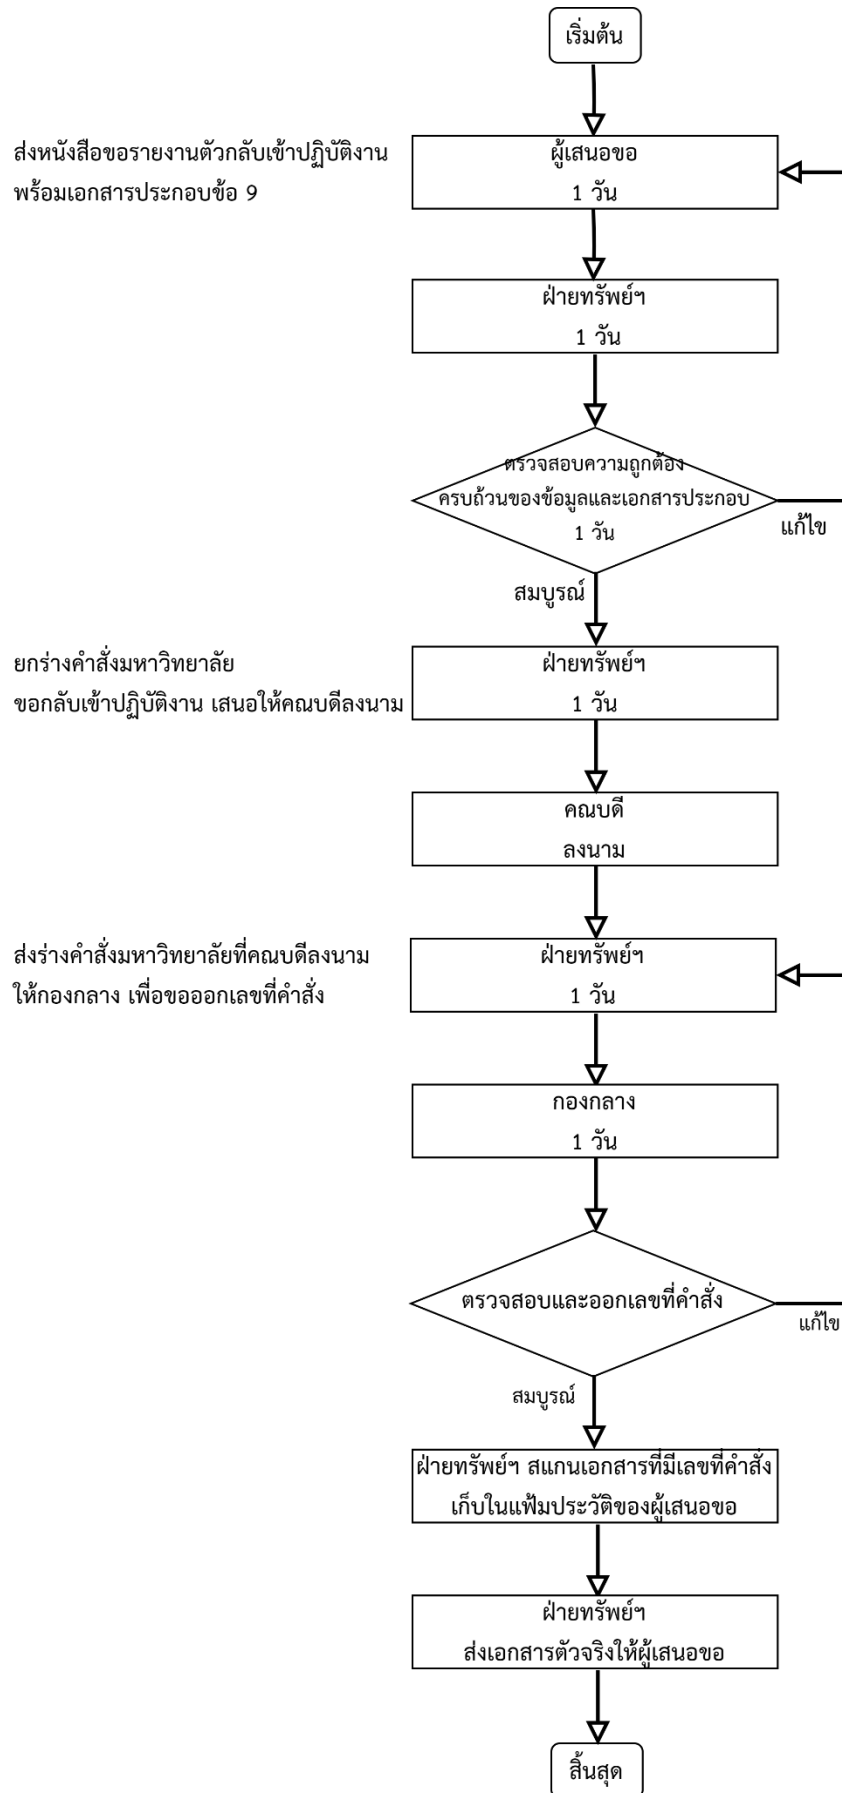 เริ่มต้น
ส่งหนังสือขอรายงานตัวกลับเข้าปฏิบัติงาน
พร้อมเอกสารประกอบข้อ 9
ผู้เสนอขอ
1 วัน
ฝ่ายทรัพย์ฯ
1 วัน
ตรวจสอบความถูกต้อง
ครบถ้วนของข้อมูลและเอกสารประกอบ
1 วัน
แก้ไข
สมบูรณ์
ยกร่างคำสั่งมหาวิทยาลัย
ขอกลับเข้าปฏิบัติงาน เสนอให้คณบดีลงนาม
ฝ่ายทรัพย์ฯ
1 วัน
คณบดี
ลงนาม
ส่งร่างคำสั่งมหาวิทยาลัยที่คณบดีลงนาม
ให้กองกลาง เพื่อขอออกเลขที่คำสั่ง
ฝ่ายทรัพย์ฯ
1 วัน
กองกลาง
1 วัน
ตรวจสอบและออกเลขที่คำสั่ง
แก้ไข
สมบูรณ์
ฝ่ายทรัพย์ฯ สแกนเอกสารที่มีเลขที่คำสั่ง
เก็บในแฟ้มประวัติของผู้เสนอขอ
ฝ่ายทรัพย์ฯ
ส่งเอกสารตัวจริงให้ผู้เสนอขอ
สิ้นสุด